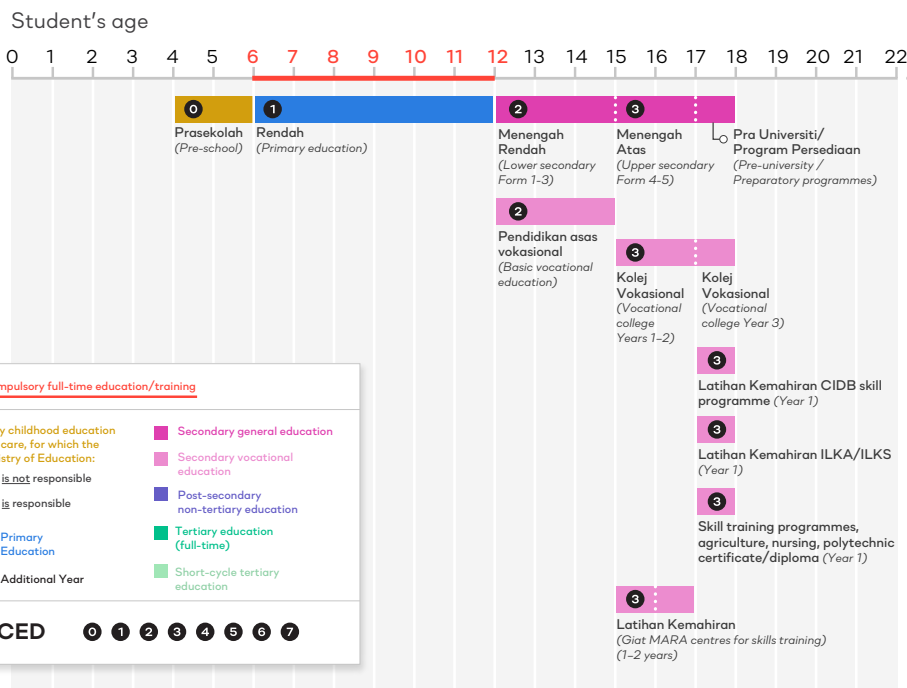 Student's age
0 1 2 3 4 5 6 7 8 9 10 11 12 13 14 15 16 17 18 19 20 21 22
0
Prasekolah
(Pre-school)
1
Rendah
(Primary education)
2
Menengah
Rendah
(Lower secondary
Form 1-3)
3
Menengah
Atas
(Upper secondary
Form 4-5)
Pra Universiti/
Program Persediaan
(Pre-university /
Preparatory programmes)
2
Pendidikan asas
vokasional
(Basic vocational
education)
3
Kolej
Vokasional
(Vocational
college
Years 1–2)
Kolej
Vokasional
(Vocational
college Year 3)
3
Latihan Kemahiran CIDB skill
programme (Year 1)
3
Latihan Kemahiran ILKA/ILKS
(Year 1)
3
Skill training programmes,
agriculture, nursing, polytechnic
certificate/diploma (Year 1)
3
Latihan Kemahiran
(Giat MARA centres for skills training)
(1–2 years)
mpulsory full-time education/training
y childhood education
care, for which the
stry of Education:
is not responsible
is responsible
Primary
Education
Additional Year
Secondary general education
Secondary vocational
education
Post-secondary
non-tertiary education
Tertiary education
(full-time)
Short-cycle tertiary
education
CED 0 1 2 3 4 5 6 7